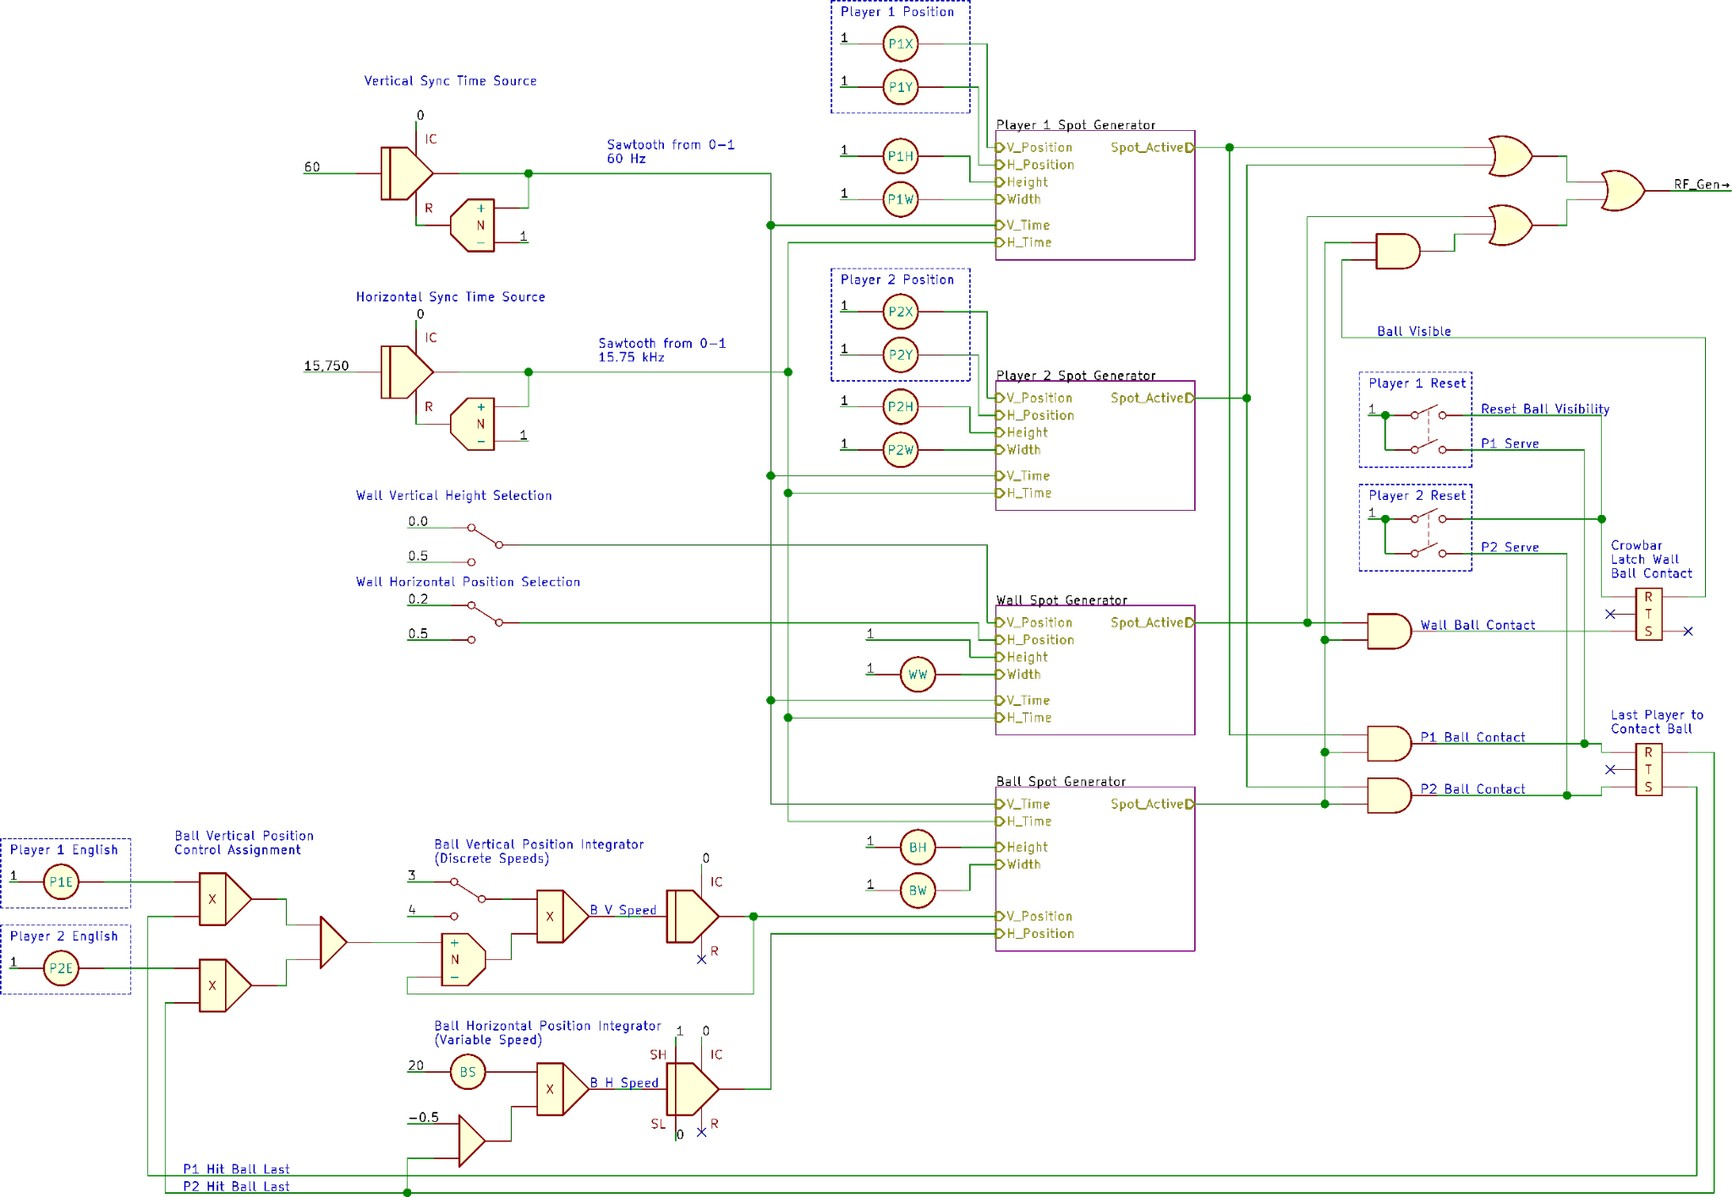 Player 1 Position
1
P1X
1
P1Y
Vertical Sync Time Source
0
IC
60
R
+
N
−
1
Sawtooth from 0-1
60 Hz
1
P1H
1
P1W
Player 1 Spot Generator
V_Position
H_Position
Height
Width
V_Time
H_Time
Spot_Active
RF_Gen→
Horizontal Sync Time Source
0
IC
15,750
R
+
N
−
1
Sawtooth from 0-1
15.75 kHz
Player 2 Position
1
P2X
1
P2Y
1
P2H
1
P2W
Player 2 Spot Generator
V_Position
H_Position
Height
Width
V_Time
H_Time
Spot_Active
Ball Visible
Player 1 Reset
1
Reset Ball Visibility
P1 Serve
Player 2 Reset
1
P2 Serve
Wall Vertical Height Selection
0.0
0.5
Wall Horizontal Position Selection
0.2
0.5
1
1
WW
Wall Spot Generator
V_Position
H_Position
Height
Width
V_Time
H_Time
Spot_Active
Wall Ball Contact
Crowbar
Latch Wall
Ball Contact
R
T
S
P1 Ball Contact
P2 Ball Contact
Last Player to
Contact Ball
R
T
S
Ball Spot Generator
V_Time
H_Time
Height
Width
V_Position
H_Position
Spot_Active
1
BH
1
BW
Player 1 English
1
P1E
Player 2 English
1
P2E
Ball Vertical Position
Control Assignment
X
X
Ball Vertical Position Integrator
(Discrete Speeds)
3
4
+
N
−
X
B V Speed
0
IC
R
Ball Horizontal Position Integrator
(Variable Speed)
20
BS
−0.5
X
B H Speed
1
0
SH
IC
SL
R
0
P1 Hit Ball Last
P2 Hit Ball Last